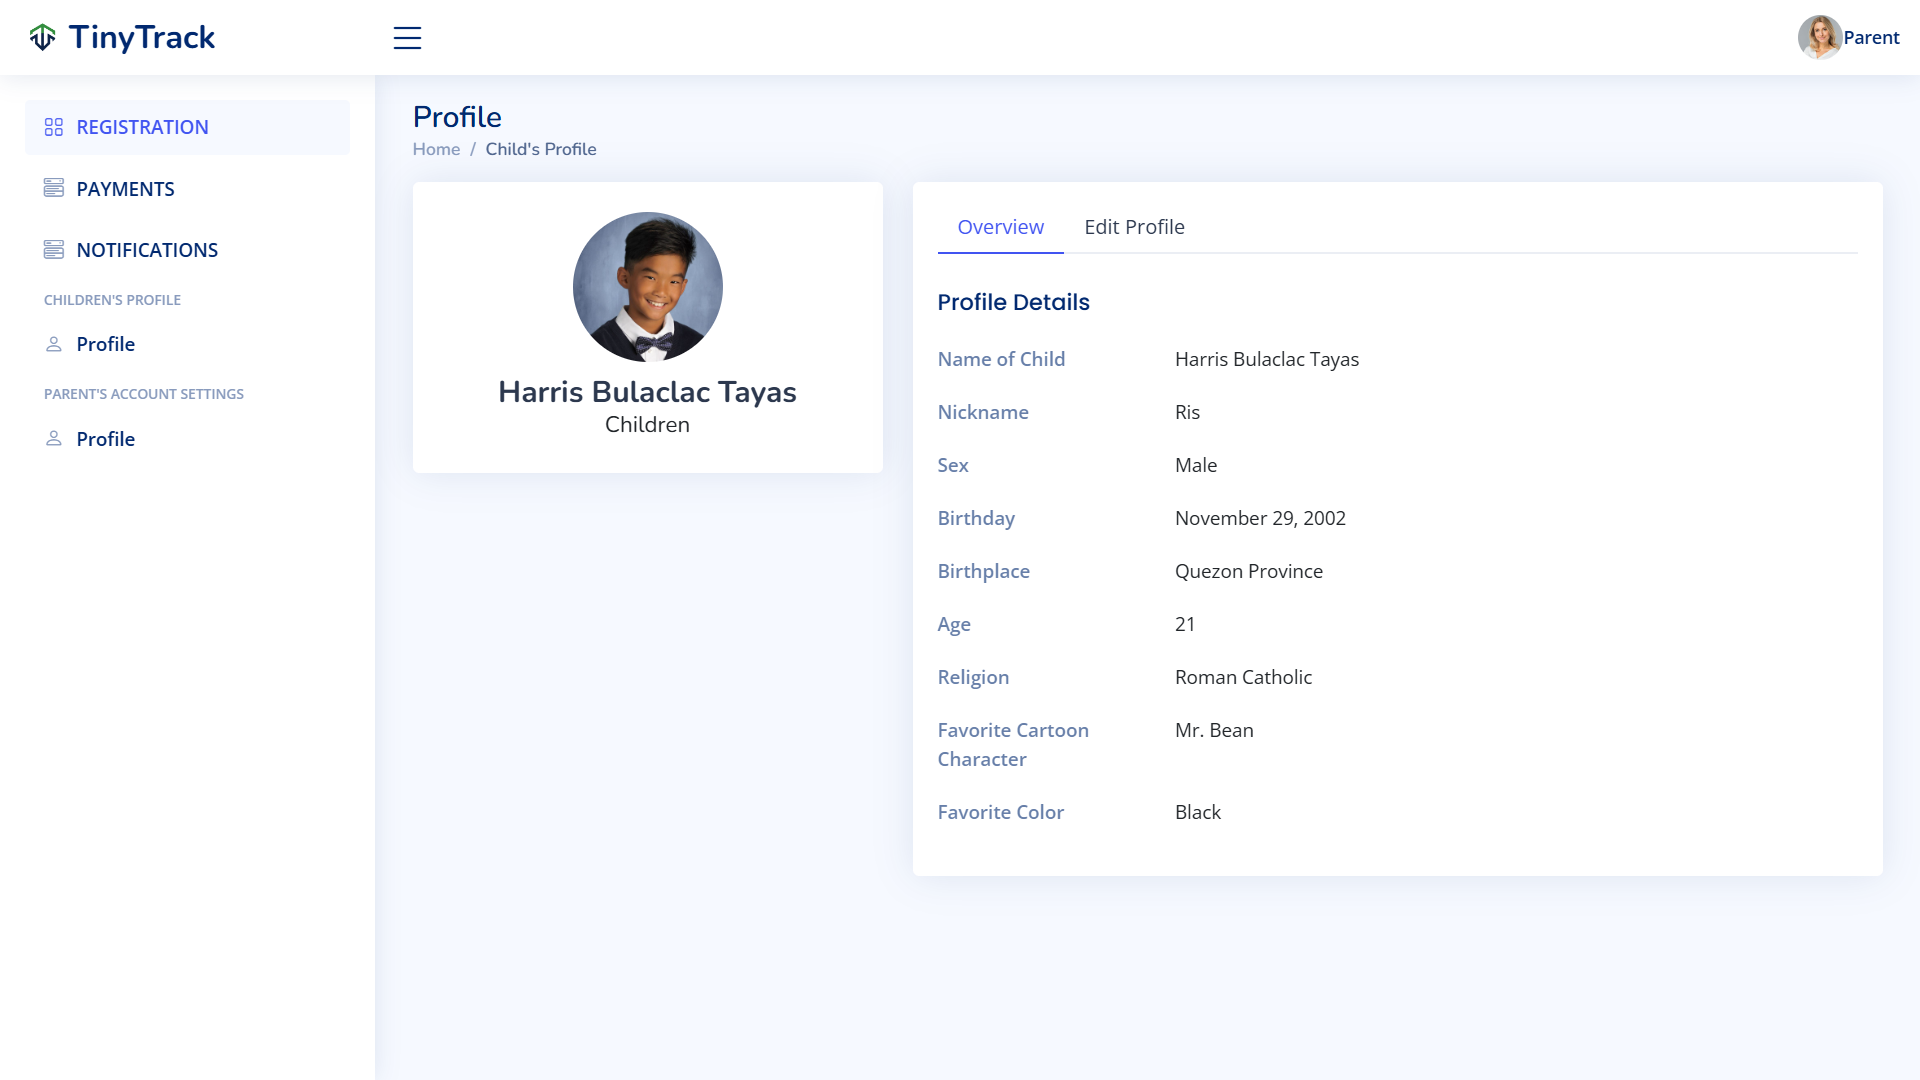 TinyTrack
Parent
REGISTRATION
PAYMENTS
NOTIFICATIONS
CHILDREN'S PROFILE
Profile
PARENT'S ACCOUNT SETTINGS
Profile
Profile
Home / Child's Profile
Harris Bulaclac Tayas
Children
Overview Edit Profile
Profile Details
Name of Child Harris Bulaclac Tayas
Nickname Ris
Sex Male
Birthday November 29, 2002
Birthplace Quezon Province
Age 21
Religion Roman Catholic
Favorite Cartoon Mr. Bean
Character
Favorite Color Black